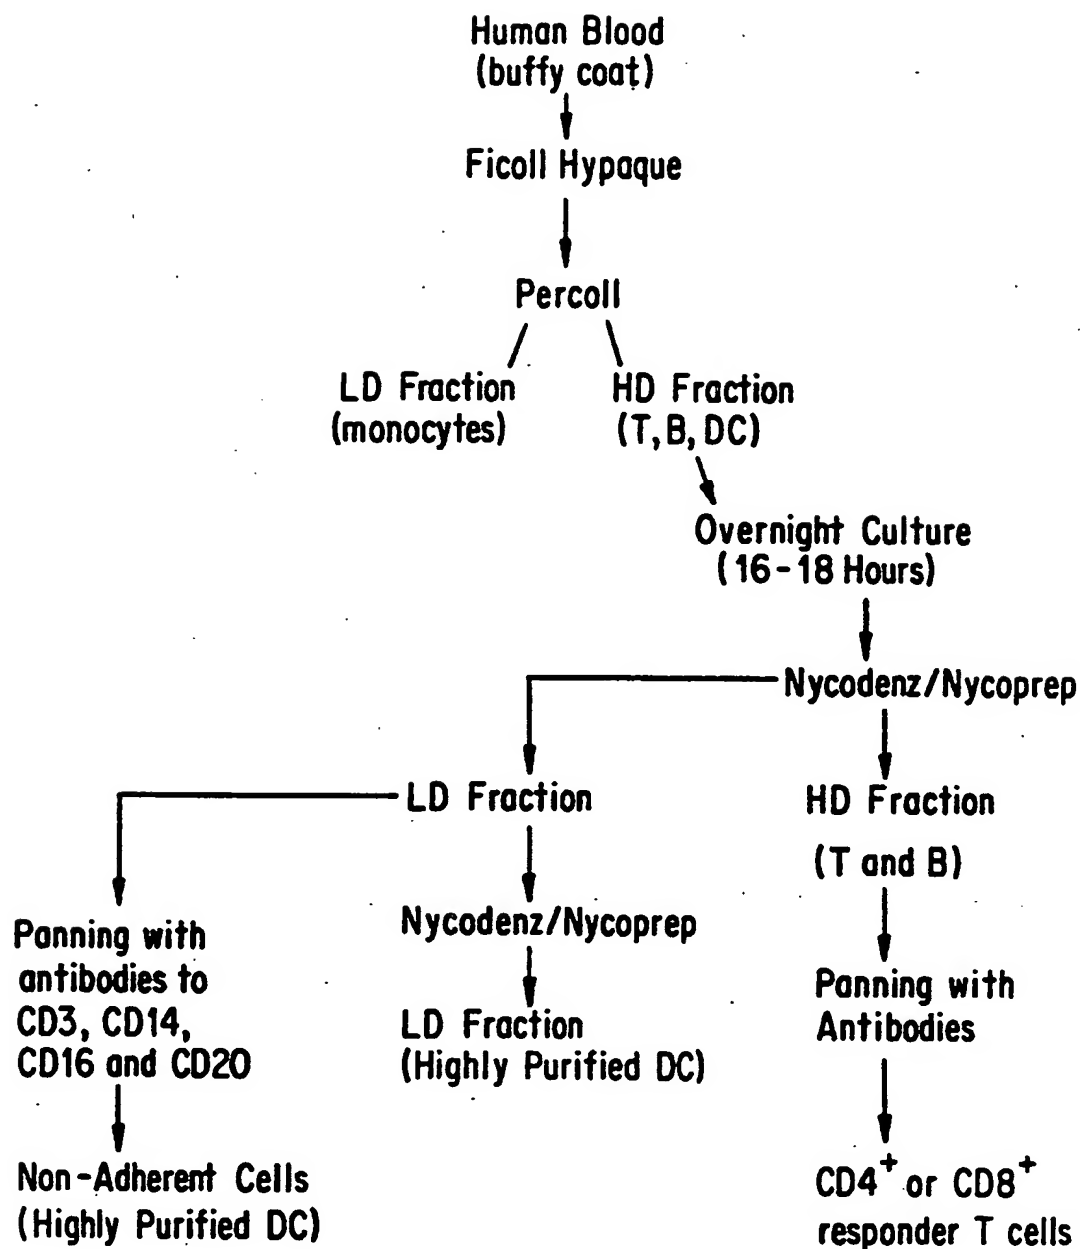 Human Blood
(buffy coat)
Ficoll Hypaque
Percoll
LD Fraction
(monocytes)
HD Fraction
(T, B, DC)
Overnight Culture
(16-18 Hours)
Nycodenz/Nycoprep
LD Fraction
HD Fraction
(T and B)
Panning with
antibodies to
CD3, CD14,
CD16 and CD20
Nycodenz/Nycoprep
LD Fraction
(Highly Purified DC)
Panning with
Antibodies
Non-Adherent Cells
(Highly Purified DC)
CD4⁺ or CD8⁺
responder T cells